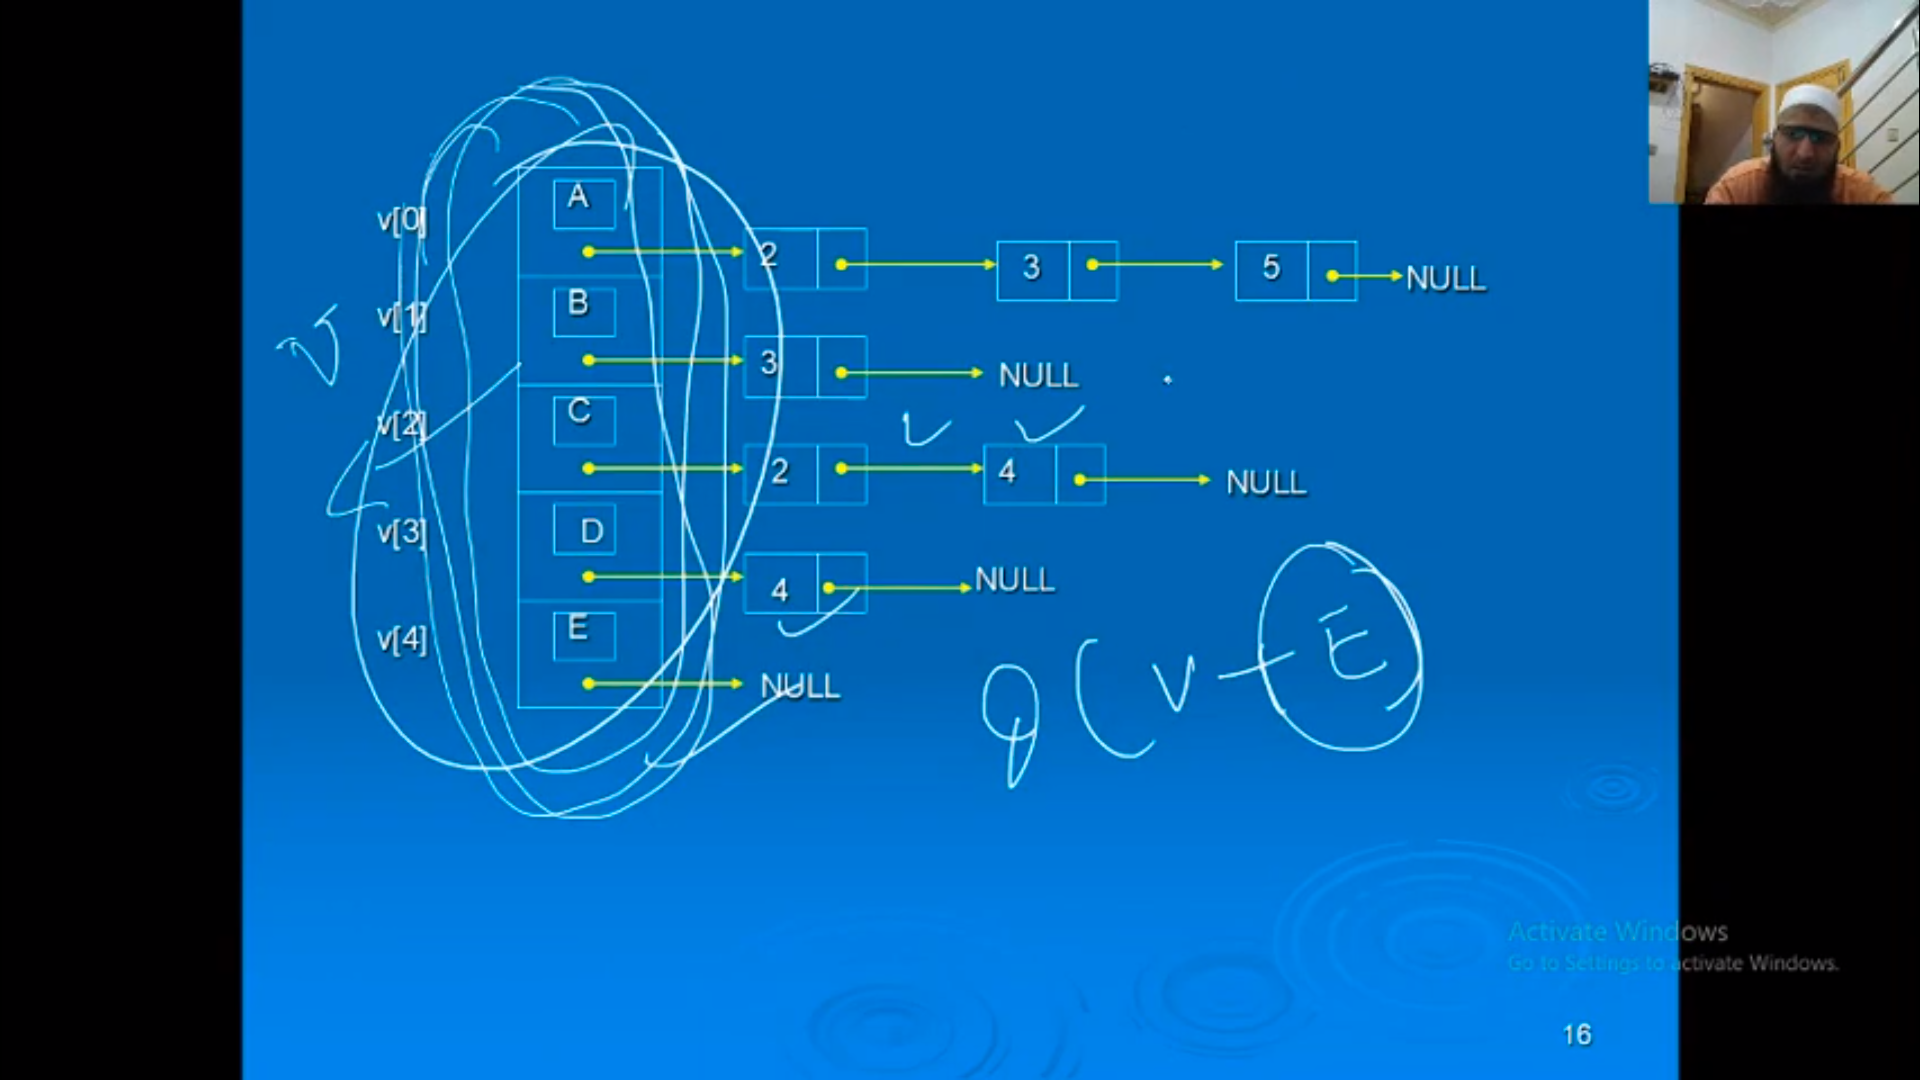 A
v[0]
2 3 5 NULL
B
v[1]
3 NULL
V
C
v[2]
2 4 NULL
D
v[3]
4 NULL
E
v[4]
NULL
V + E
Activate Windows
Go to Settings to activate Windows.
16